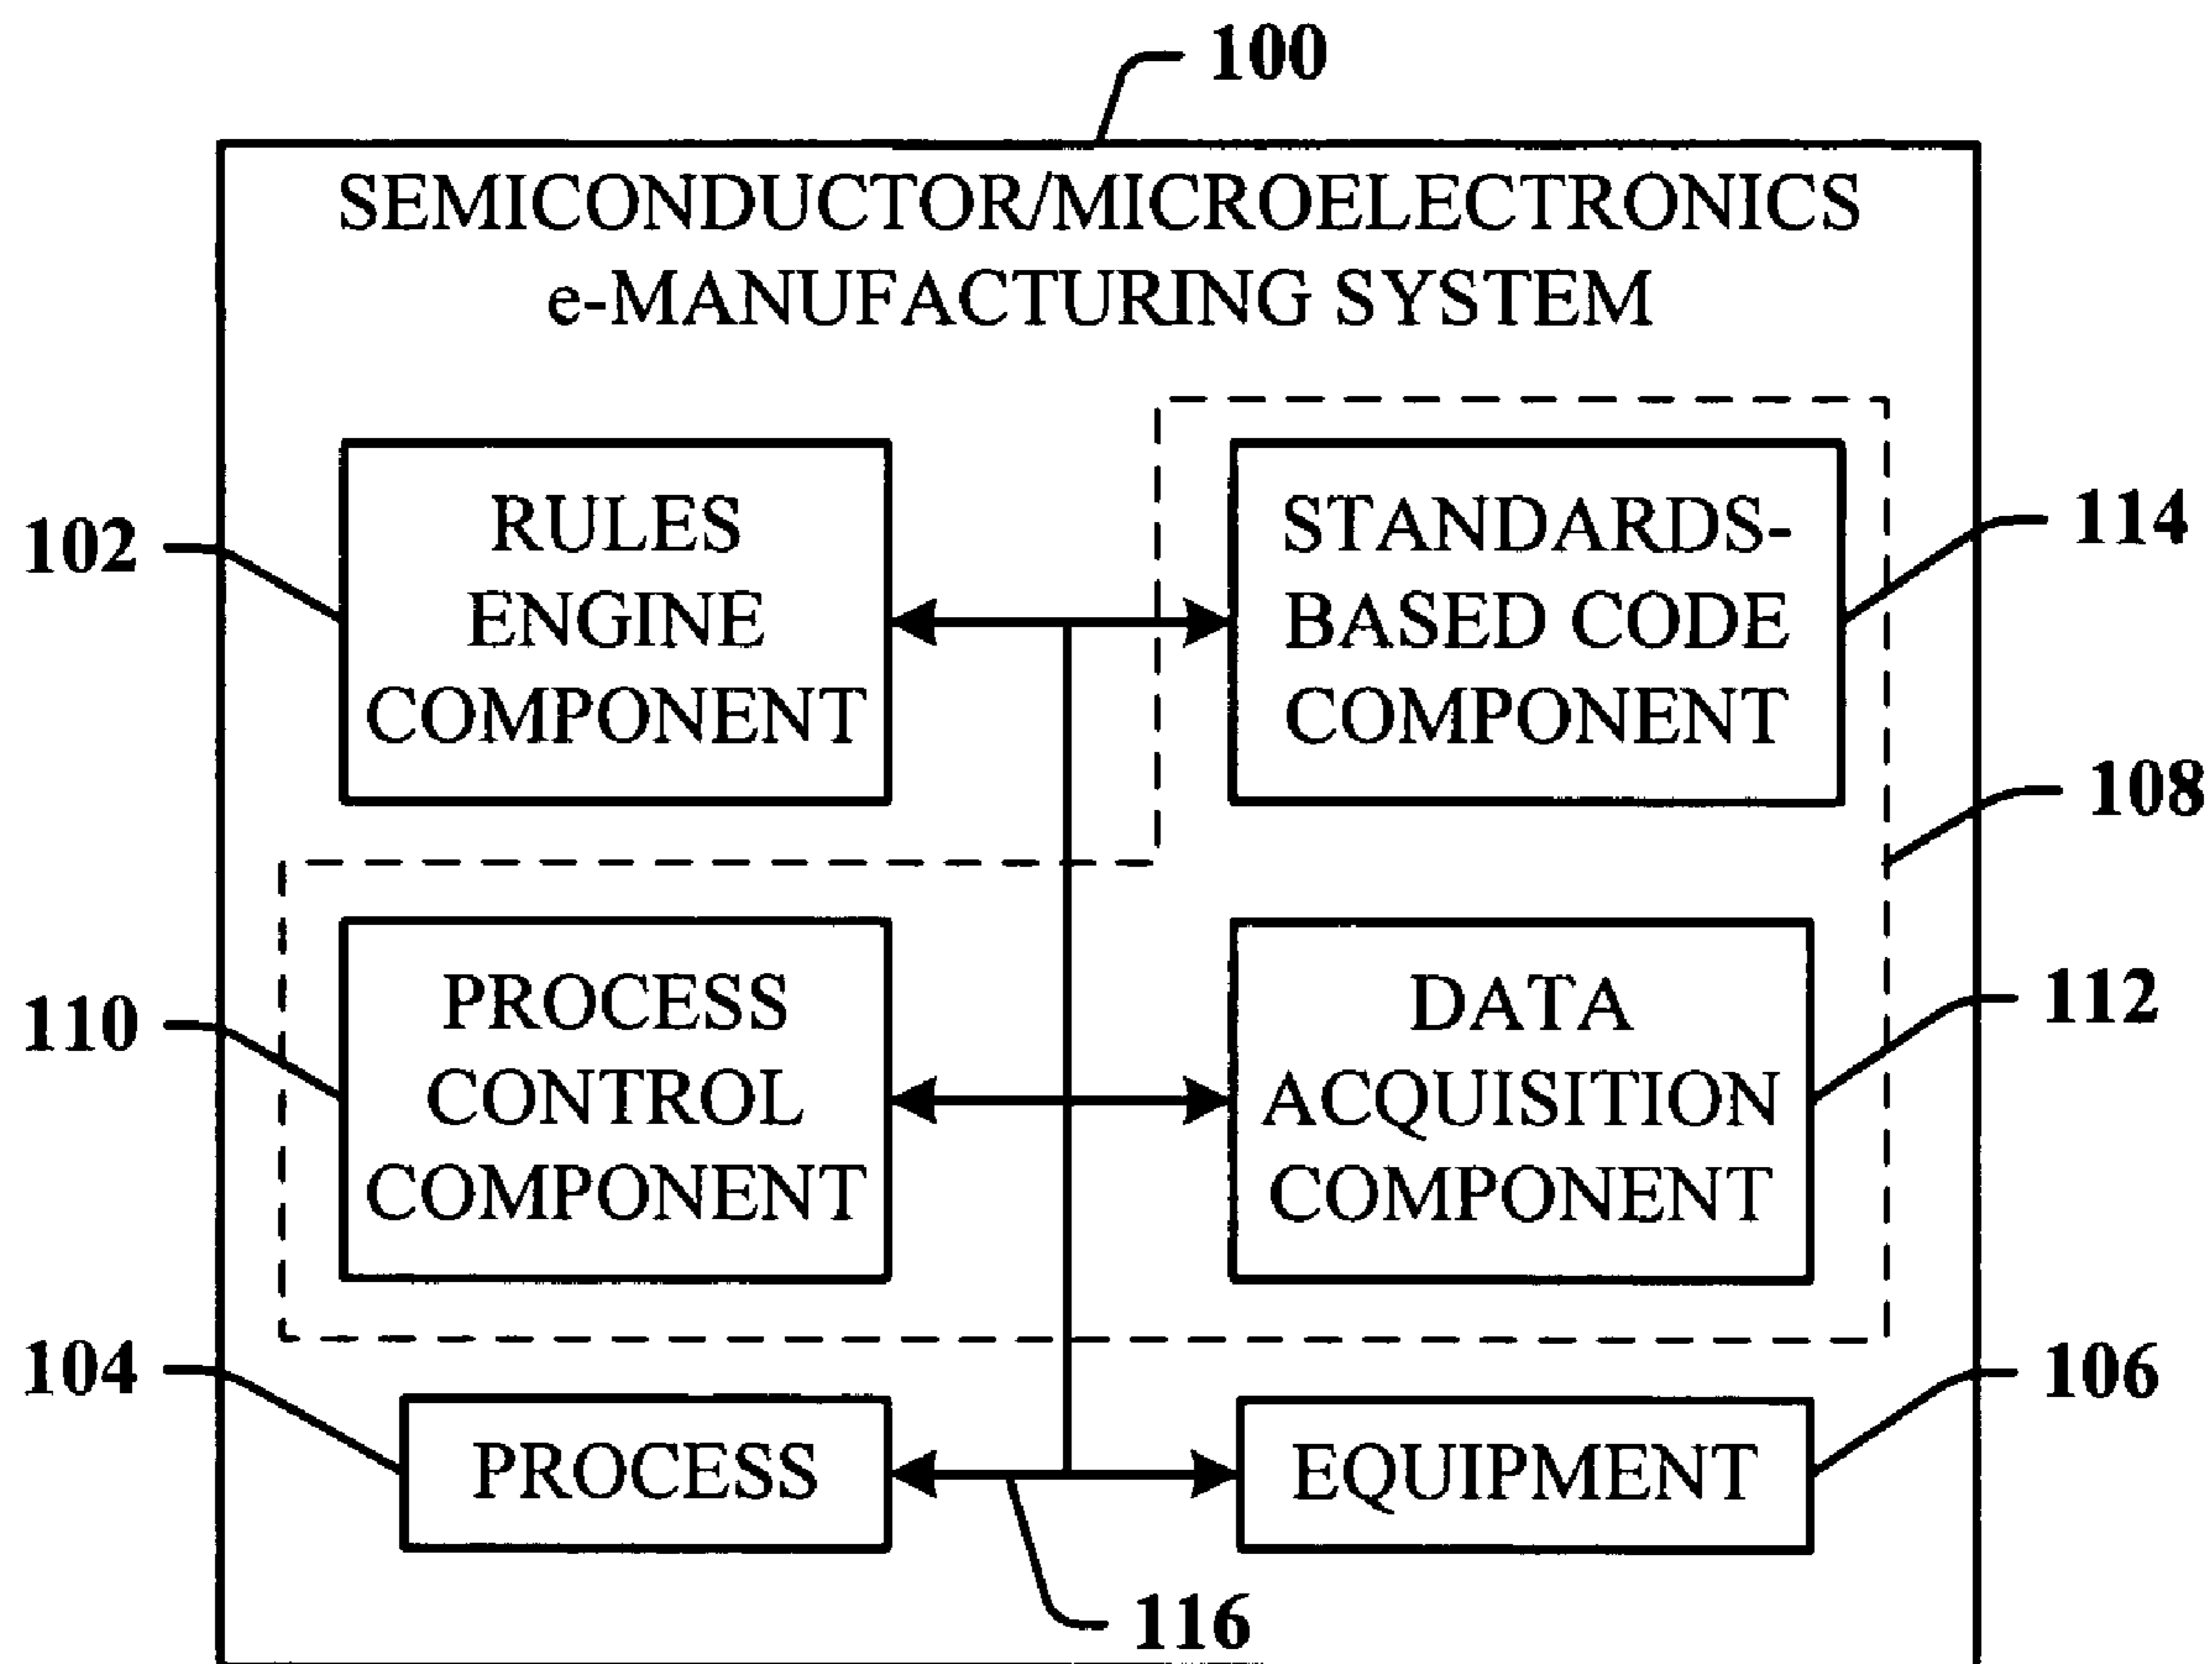 100
SEMICONDUCTOR/MICROELECTRONICS
e-MANUFACTURING SYSTEM
102
RULES
ENGINE
COMPONENT
STANDARDS-
BASED CODE
COMPONENT
114
108
110
PROCESS
CONTROL
COMPONENT
DATA
ACQUISITION
COMPONENT
112
104
PROCESS
EQUIPMENT
106
116